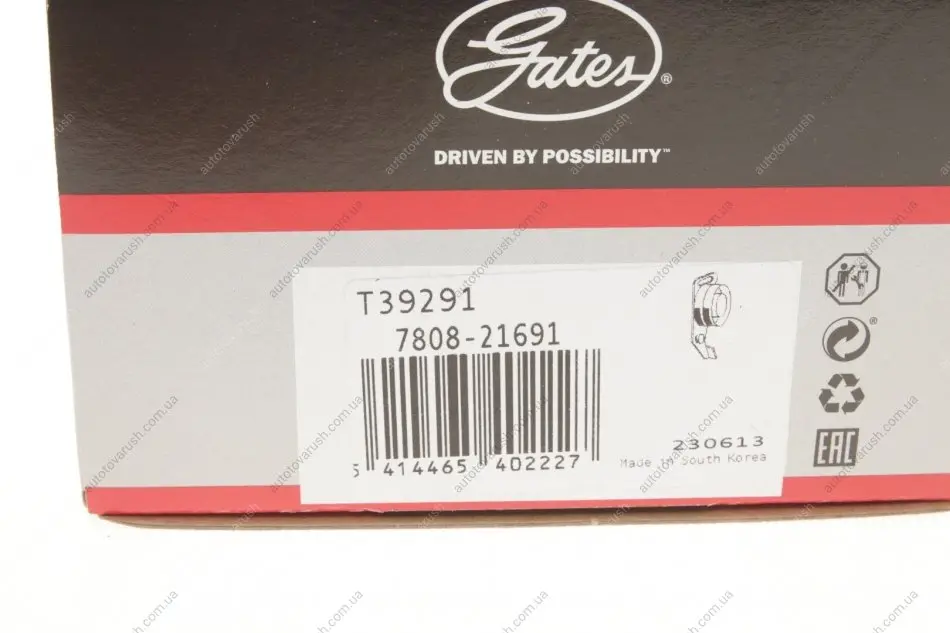 Gates®
DRIVEN BY POSSIBILITY™
T39291
7808-21691
5 414465 402227
230613
Made in South Korea
®
EAC
autotovarush.com.ua